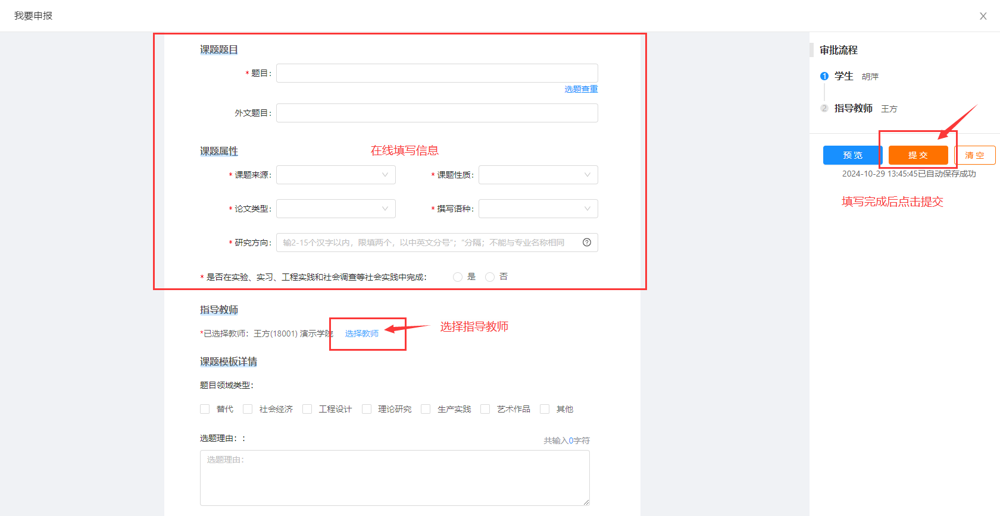 我要申报
X
课题题目
* 题目:
选题查重
外文题目:
课题属性
在线填写信息
* 课题来源:
* 课题性质:
* 论文类型:
* 撰写语种:
* 研究方向: 输2-15个汉字以内，限填两个，以中英文分号“；”分隔；不能与专业名称相同
* 是否在实验、实习、工程实践和社会调查等社会实践中完成： 是 否
指导教师
*已选择教师：王方(18001) 演示学院 选择教师
选择指导教师
课题模板详情
题目领域类型：
替代 社会经济 工程设计 理论研究 生产实践 艺术作品 其他
选题理由：:
共输入0字符
选题理由：
审批流程
1 学生 胡萍
2 指导教师 王方
预 览 提 交 清 空
2024-10-29 13:45:45已自动保存成功
填写完成后点击提交